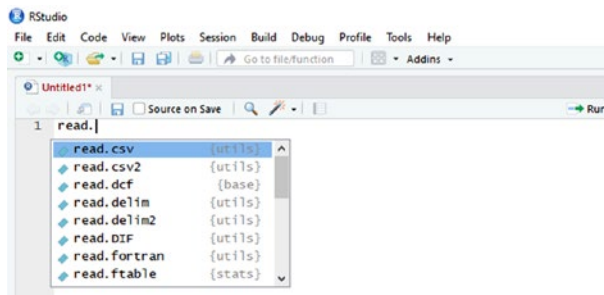 RStudio
File Edit Code View Plots Session Build Debug Profile Tools Help
Go to file/function Addins
Untitled1*
Source on Save Run
1 read.
read.csv {utils}
read.csv2 {utils}
read.dcf {base}
read.delim {utils}
read.delim2 {utils}
read.DIF {utils}
read.fortran {utils}
read.ftable {stats}